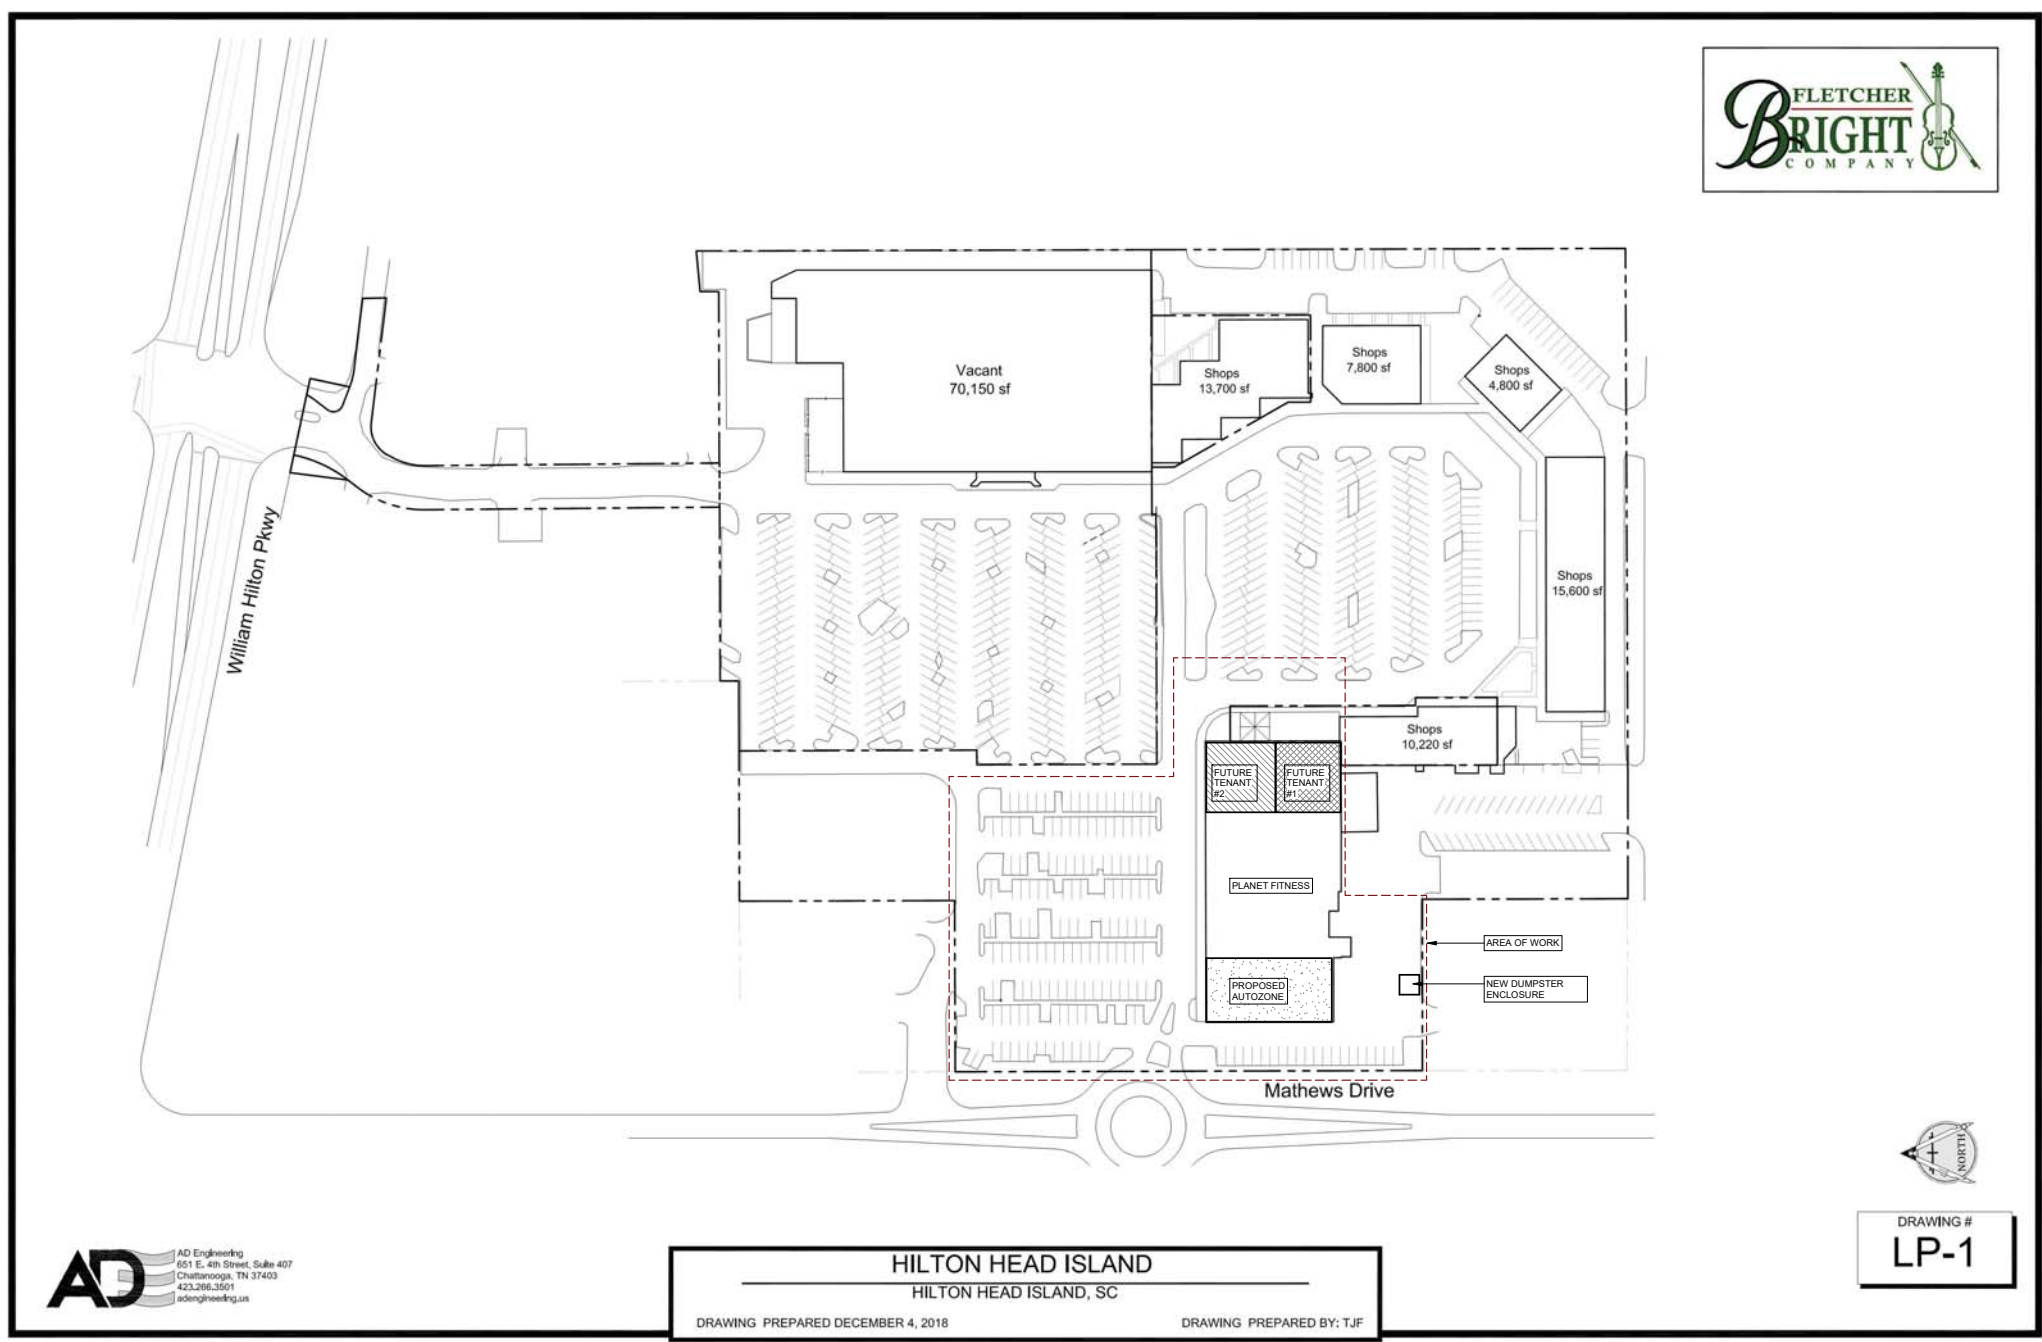 FLETCHER
BRIGHT
COMPANY
Vacant
70,150 sf
Shops
13,700 sf
Shops
7,800 sf
Shops
4,800 sf
Shops
15,600 sf
William Hilton Pkwy
Shops
10,220 sf
FUTURE
TENANT
#2
FUTURE
TENANT
#1
PLANET FITNESS
AREA OF WORK
PROPOSED
AUTOZONE
NEW DUMPSTER
ENCLOSURE
Mathews Drive
NORTH
DRAWING #
LP-1
AD
AD Engineering
651 E. 4th Street, Suite 407
Chattanooga, TN 37403
423.266.3501
adengineering.us
HILTON HEAD ISLAND
HILTON HEAD ISLAND, SC
DRAWING PREPARED DECEMBER 4, 2018
DRAWING PREPARED BY: TJF